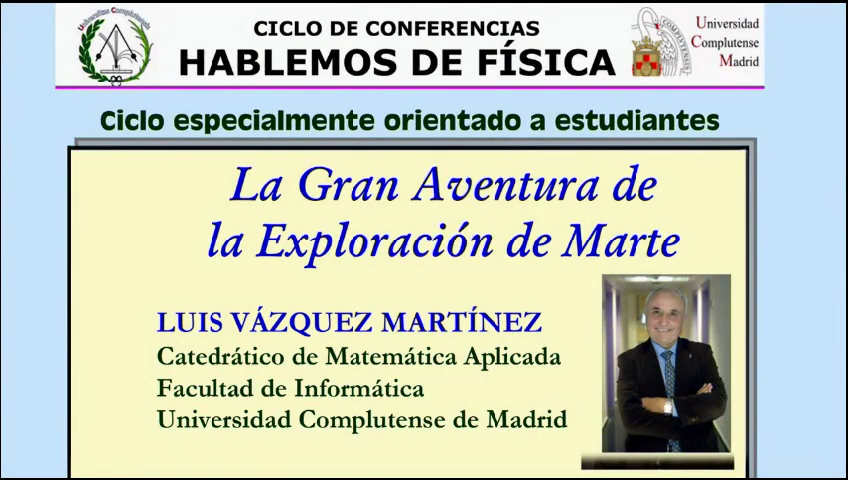 CICLO DE CONFERENCIAS
HABLEMOS DE FÍSICA
Universidad
Complutense
Madrid
Ciclo especialmente orientado a estudiantes
La Gran Aventura de
la Exploración de Marte
LUIS VÁZQUEZ MARTÍNEZ
Catedrático de Matemática Aplicada
Facultad de Informática
Universidad Complutense de Madrid